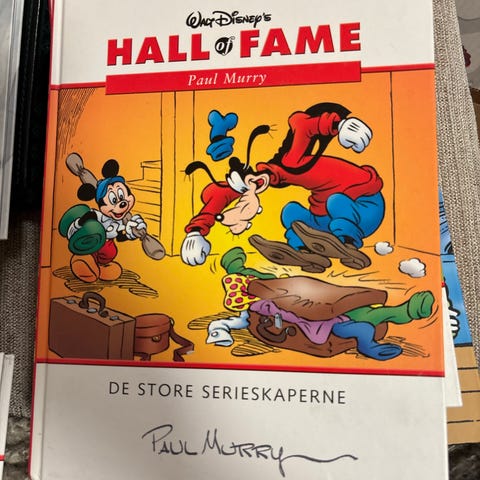 WALT DISNEY'S
HALL of FAME
Paul Murry
DE STORE SERIESKAPERNE
PAUL MURRY